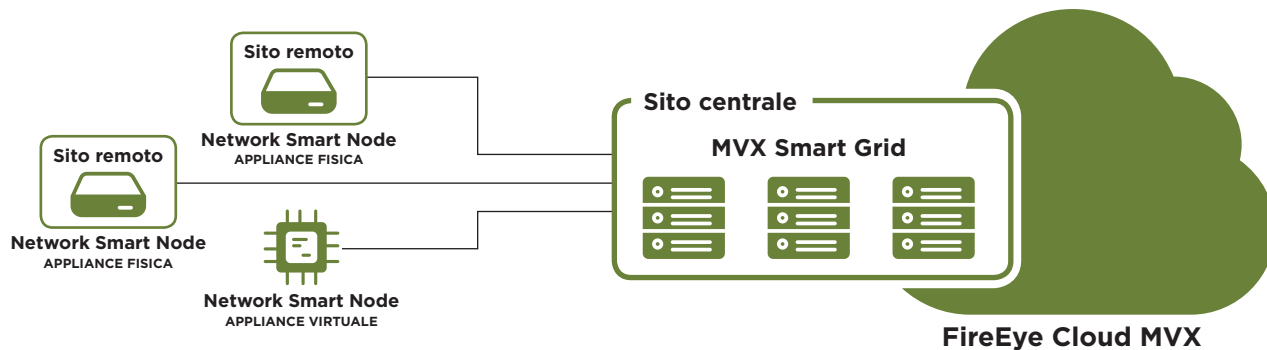 Sito remoto
Network Smart Node
APPLIANCE FISICA
Sito remoto
Network Smart Node
APPLIANCE FISICA
Network Smart Node
APPLIANCE VIRTUALE
Sito centrale
MVX Smart Grid
FireEye Cloud MVX